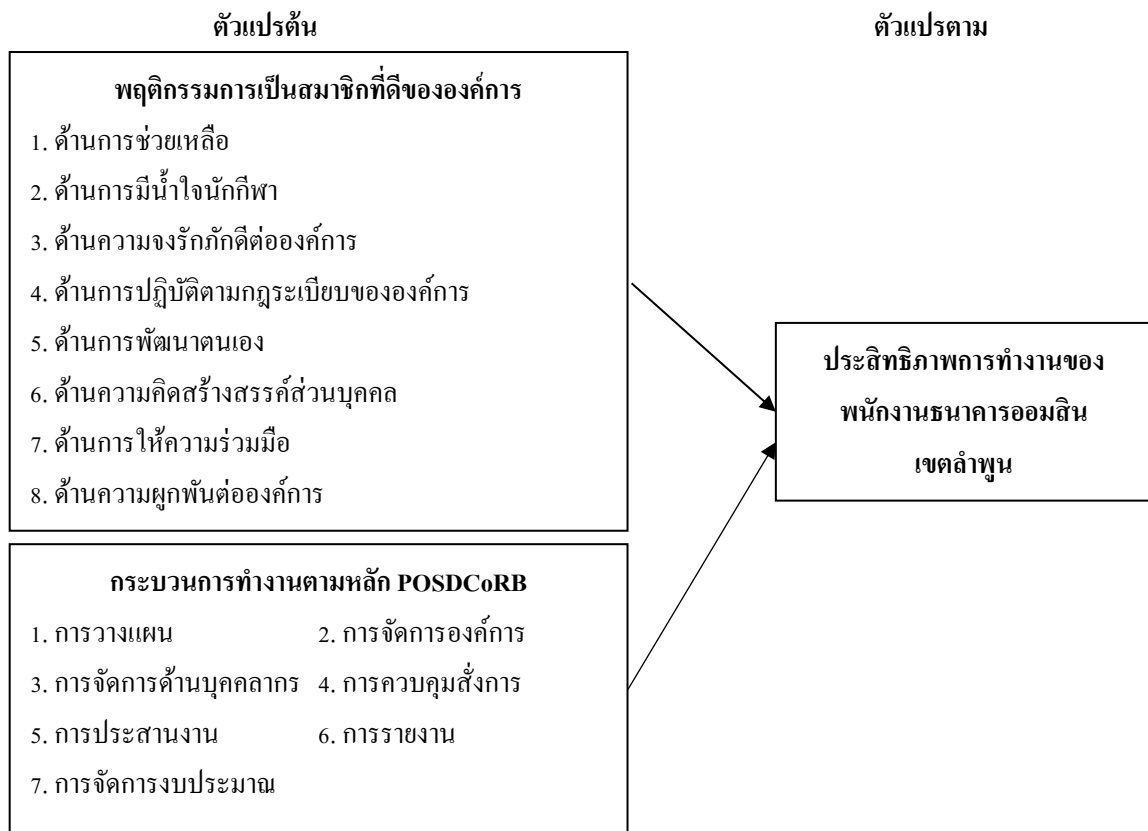 ตัวแปรต้น
ตัวแปรตาม
พฤติกรรมการเป็นสมาชิกที่ดีขององค์การ
1. ด้านการช่วยเหลือ
2. ด้านการมีน้ำใจนักกีฬา
3. ด้านความจงรักภักดีต่อองค์การ
4. ด้านการปฏิบัติตามกฎระเบียบขององค์การ
5. ด้านการพัฒนาตนเอง
6. ด้านความคิดสร้างสรรค์ส่วนบุคคล
7. ด้านการให้ความร่วมมือ
8. ด้านความผูกพันต่อองค์การ
ประสิทธิภาพการทำงานของ
พนักงานธนาคารออมสิน
เขตลำพูน
กระบวนการทำงานตามหลัก POSDCoRB
1. การวางแผน 2. การจัดการองค์การ
3. การจัดการด้านบุคคลากร 4. การควบคุมสั่งการ
5. การประสานงาน 6. การรายงาน
7. การจัดการงบประมาณ